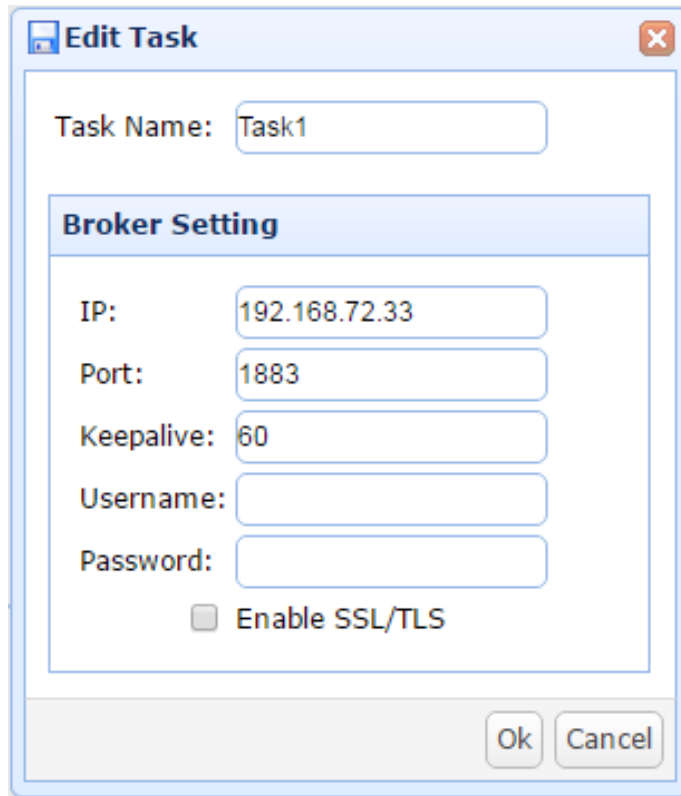 Edit Task
Task Name: Task1
Broker Setting
IP: 192.168.72.33
Port: 1883
Keepalive: 60
Username:
Password:
Enable SSL/TLS
Ok Cancel